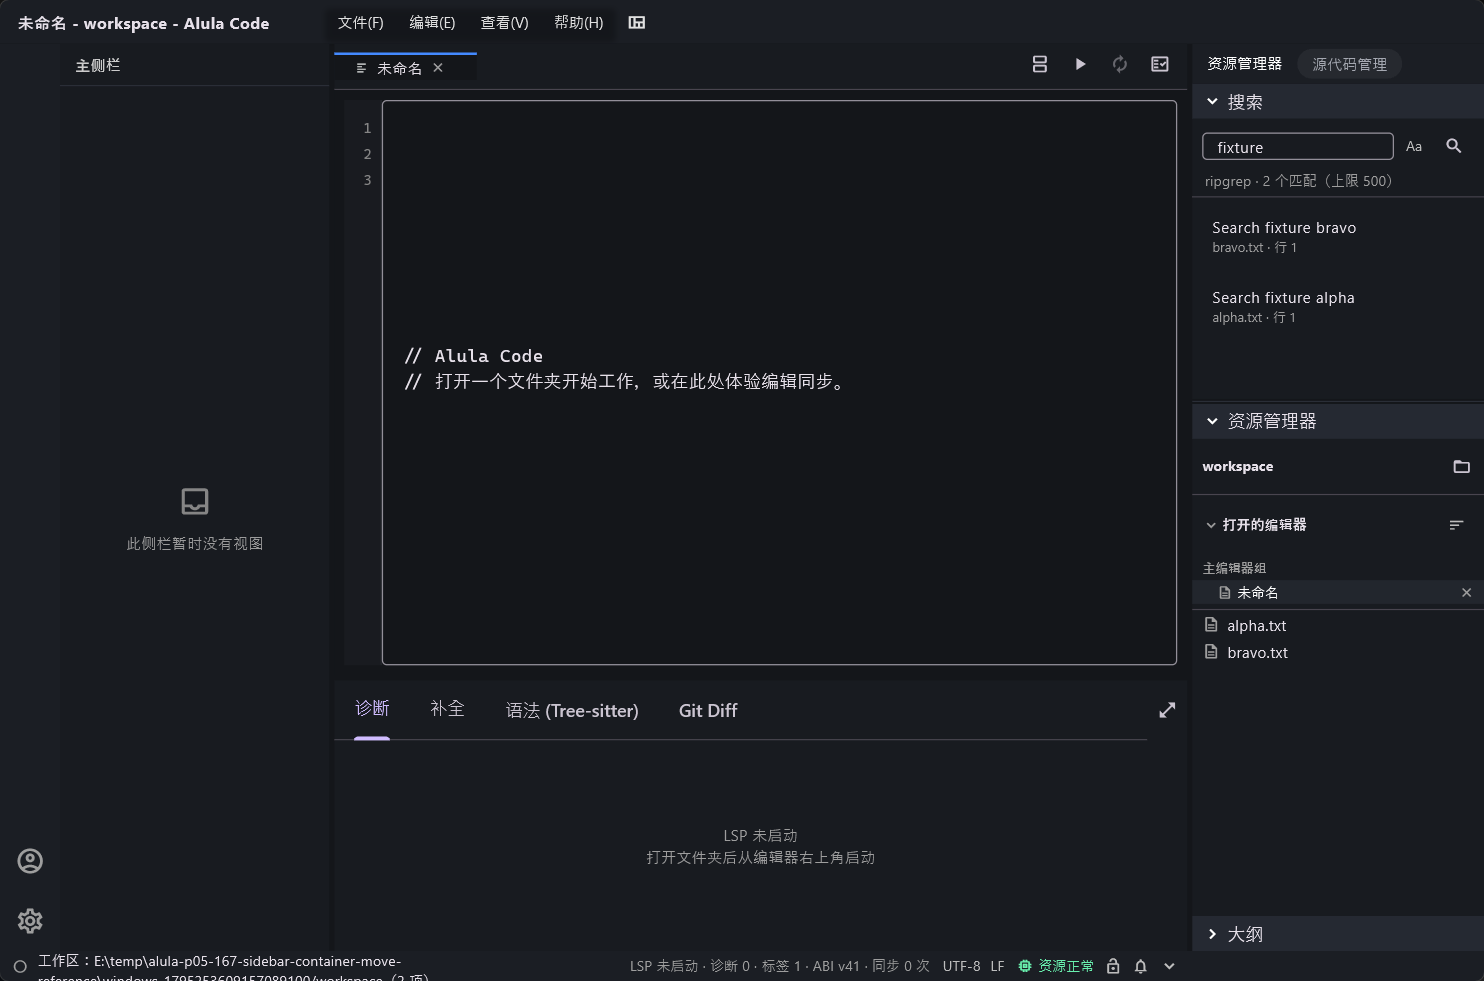 未命名 - workspace - Alula Code
文件(F) 编辑(E) 查看(V) 帮助(H)
主侧栏
此侧栏暂时没有视图
未命名
1
2
3
// Alula Code
// 打开一个文件夹开始工作，或在此处体验编辑同步。
诊断 补全 语法 (Tree-sitter) Git Diff
LSP 未启动
打开文件夹后从编辑器右上角启动
资源管理器 源代码管理
搜索
fixture Aa
ripgrep · 2 个匹配（上限 500）
Search fixture bravo
bravo.txt · 行 1
Search fixture alpha
alpha.txt · 行 1
资源管理器
workspace
打开的编辑器
主编辑器组
未命名
alpha.txt
bravo.txt
大纲
工作区：E:\temp\alula-p05-167-sidebar-container-move-
reference\windows-1795253609157089100/workspace（2 项）
LSP 未启动 · 诊断 0 · 标签 1 · ABI v41 · 同步 0 次 UTF-8 LF 资源正常